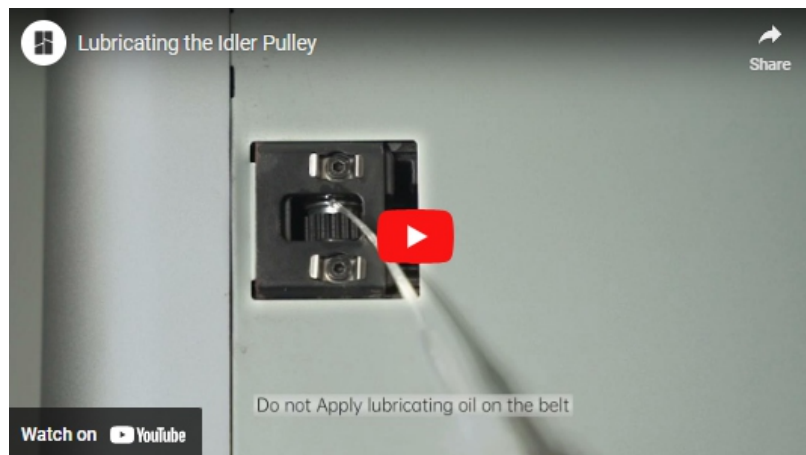 Lubricating the Idler Pulley
Share
Do not Apply lubricating oil on the belt
Watch on YouTube